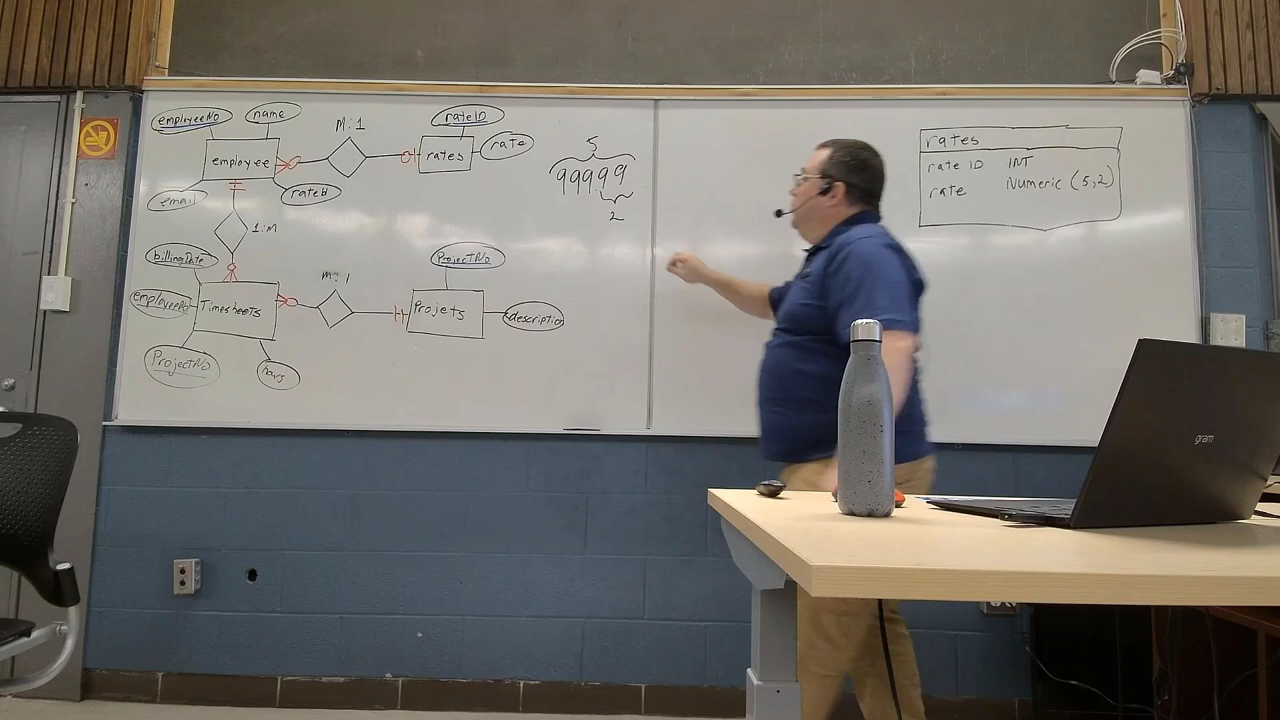 employeeNo
name
M:1
rateID
rate
employee
rates
email
rateId
5
99999
2
1:M
billingDate
employeeNo
Timesheets
M:1
ProjectNo
Projets
description
ProjectNo
hours
rates
rate ID INT
rate Numeric (5,2)
gram